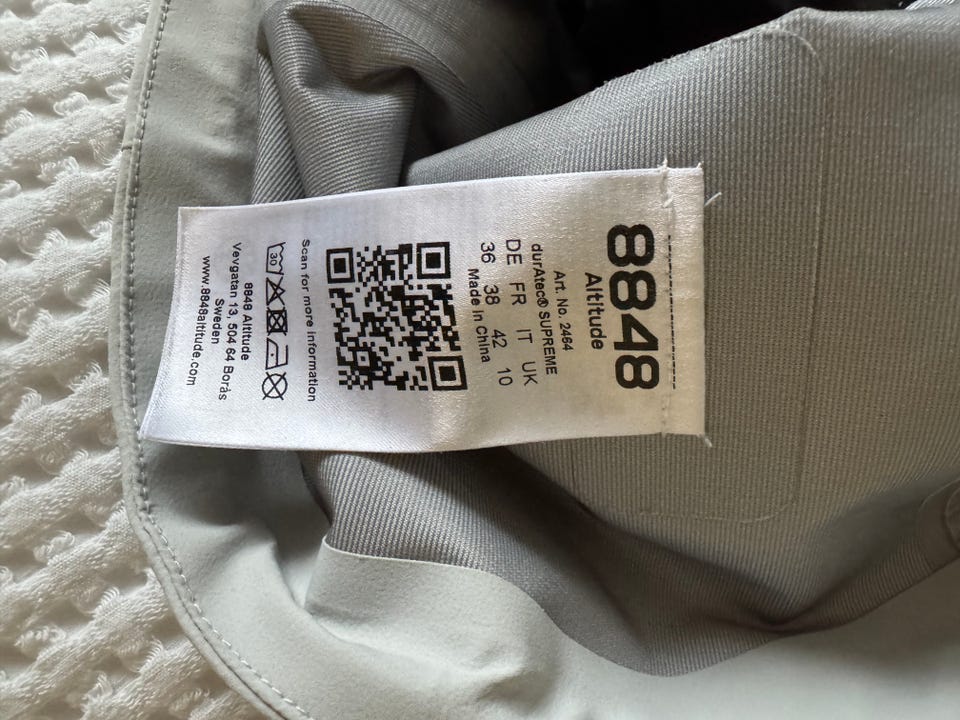 8848
Altitude
Art. No. 2464
durAtec® SUPREME
DE FR IT UK
36 38 42 10
Made in China
Scan for more information
30
8848 Altitude
Vevgatan 13, 504 64 Borås
Sweden
www.8848altitude.com